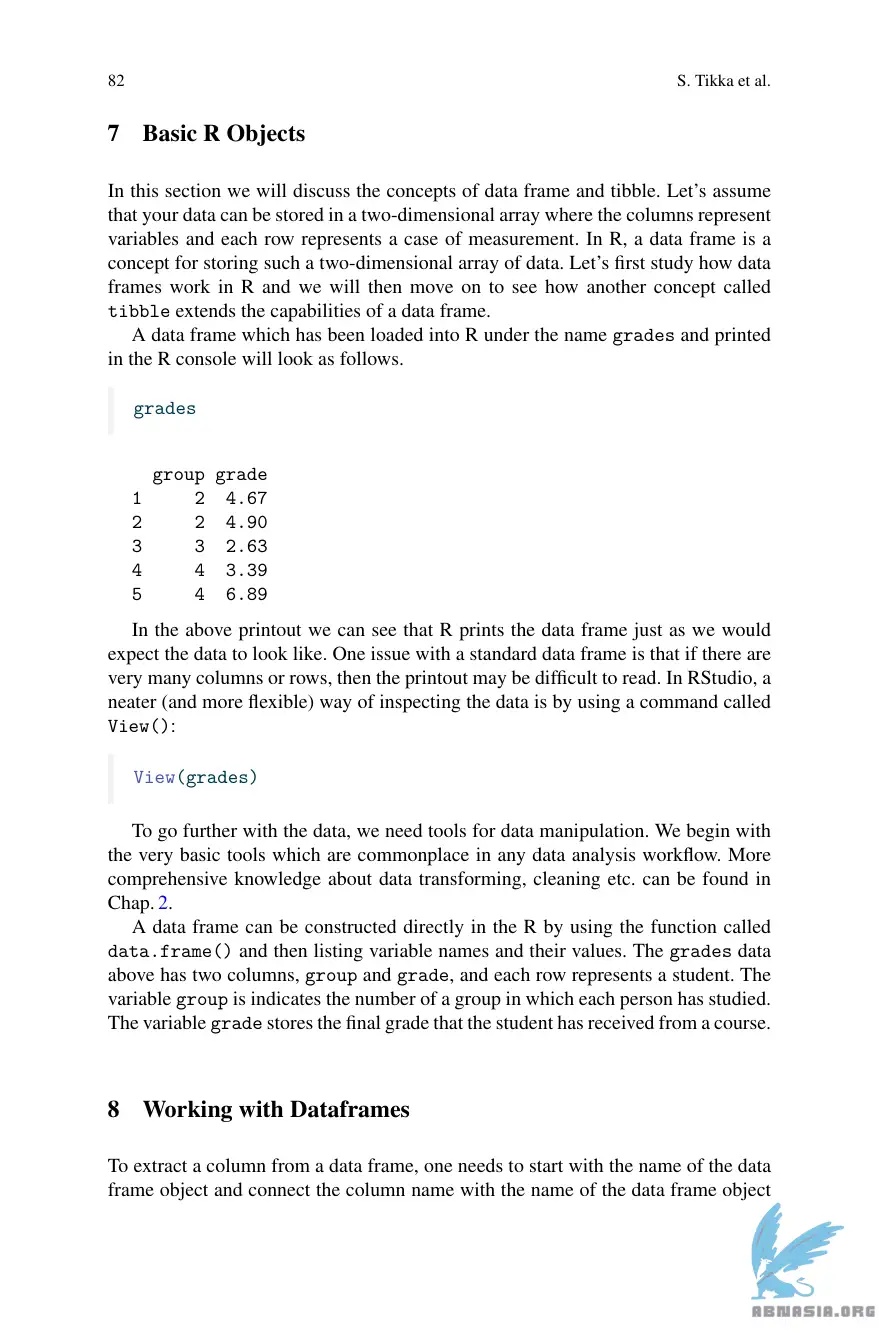 82 S. Tikka et al.
7 Basic R Objects
In this section we will discuss the concepts of data frame and tibble. Let's assume
that your data can be stored in a two-dimensional array where the columns represent
variables and each row represents a case of measurement. In R, a data frame is a
concept for storing such a two-dimensional array of data. Let's first study how data
frames work in R and we will then move on to see how another concept called
tibble extends the capabilities of a data frame.
A data frame which has been loaded into R under the name grades and printed
in the R console will look as follows.
grades
group grade
1 2 4.67
2 2 4.90
3 3 2.63
4 4 3.39
5 4 6.89
In the above printout we can see that R prints the data frame just as we would
expect the data to look like. One issue with a standard data frame is that if there are
very many columns or rows, then the printout may be difficult to read. In RStudio, a
neater (and more flexible) way of inspecting the data is by using a command called
View():
View(grades)
To go further with the data, we need tools for data manipulation. We begin with
the very basic tools which are commonplace in any data analysis workflow. More
comprehensive knowledge about data transforming, cleaning etc. can be found in
Chap. 2.
A data frame can be constructed directly in the R by using the function called
data.frame() and then listing variable names and their values. The grades data
above has two columns, group and grade, and each row represents a student. The
variable group is indicates the number of a group in which each person has studied.
The variable grade stores the final grade that the student has received from a course.
8 Working with Dataframes
To extract a column from a data frame, one needs to start with the name of the data
frame object and connect the column name with the name of the data frame object
ABNASIA.ORG